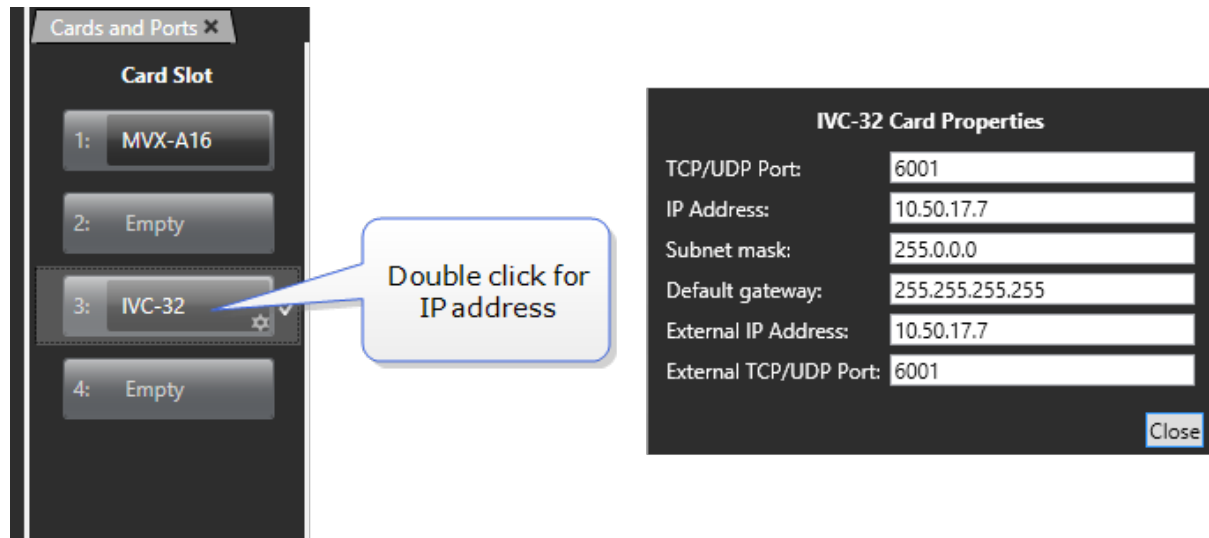 Cards and Ports ×
Card Slot
1: MVX-A16
2: Empty
3: IVC-32
4: Empty
Double click for
IP address
IVC-32 Card Properties
TCP/UDP Port: 6001
IP Address: 10.50.17.7
Subnet mask: 255.0.0.0
Default gateway: 255.255.255.255
External IP Address: 10.50.17.7
External TCP/UDP Port: 6001
Close